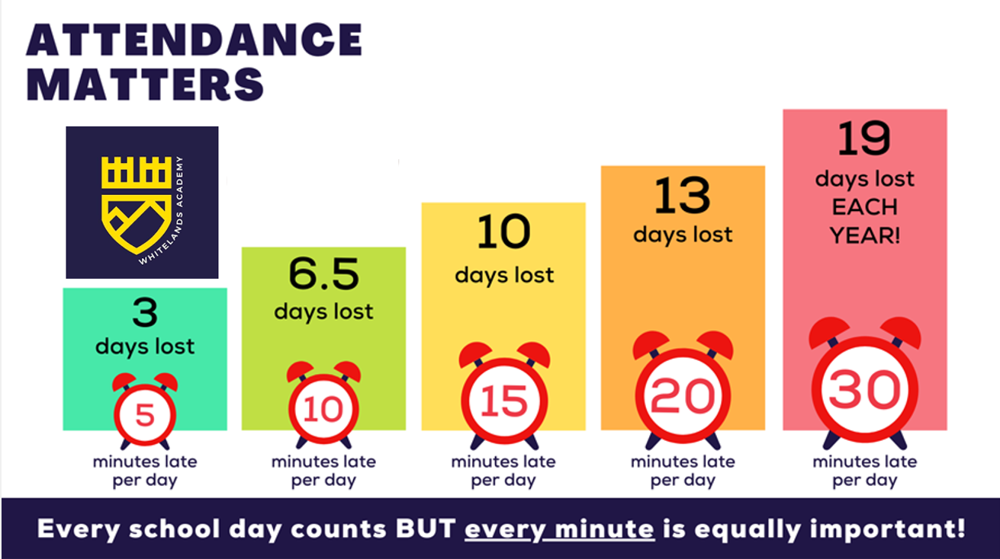 ATTENDANCE
MATTERS
WHITELANDS ACADEMY
3
days lost
5
minutes late
per day
6.5
days lost
10
minutes late
per day
10
days lost
15
minutes late
per day
13
days lost
20
minutes late
per day
19
days lost
EACH
YEAR!
30
minutes late
per day
Every school day counts BUT every minute is equally important!